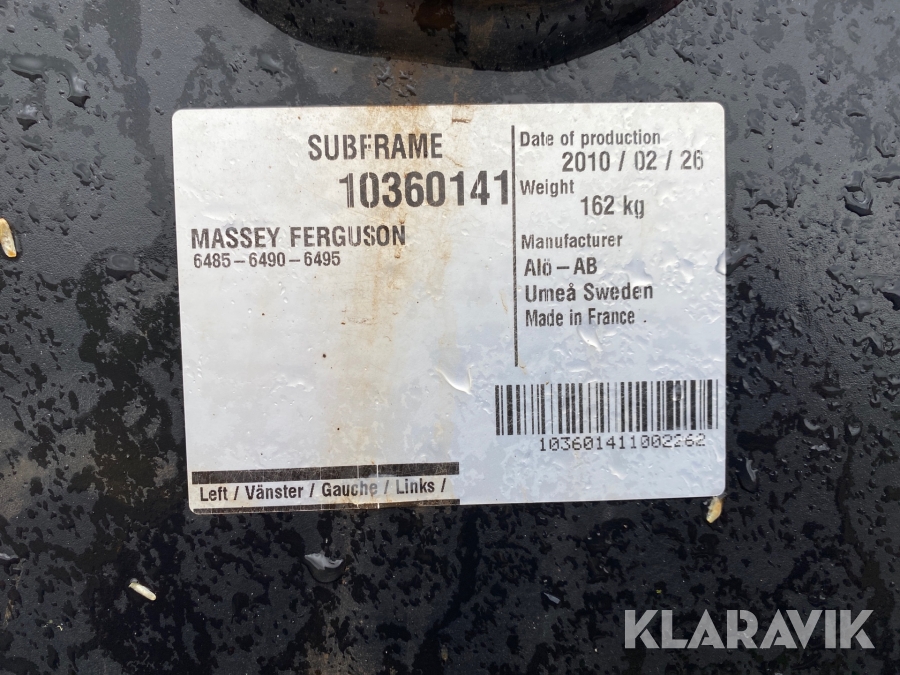 SUBFRAME
10360141
MASSEY FERGUSON
6485-6490-6495
Date of production
2010 / 02 / 26
Weight
162 kg
Manufacturer
Alö-AB
Umeå Sweden
Made in France .
103601411002262
Left / Vänster / Gauche / Links /
KLARAVIK